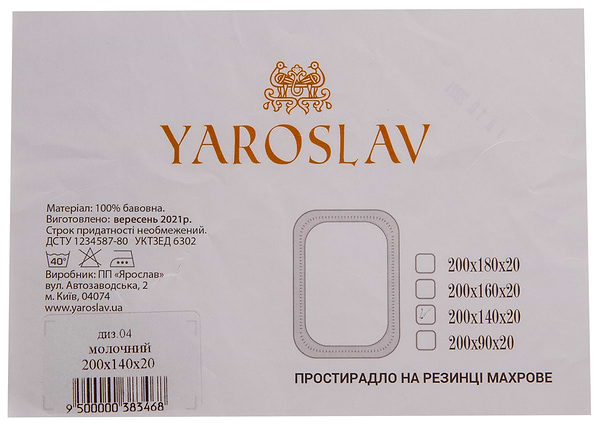 YAROSLAV
Матеріал: 100% бавовна.
Виготовлено: вересень 2021р.
Строк придатності необмежений.
ДСТУ 1234587-80 УКТЗЕД 6302
40°
Виробник: ПП «Ярослав»
вул. Автозаводська, 2
м. Київ, 04074
www.yaroslav.ua
диз.04
молочний
200x140x20
9 500000 383468
200x180x20
200x160x20
200x140x20
200x90x20
ПРОСТИРАДЛО НА РЕЗИНЦІ МАХРОВЕ